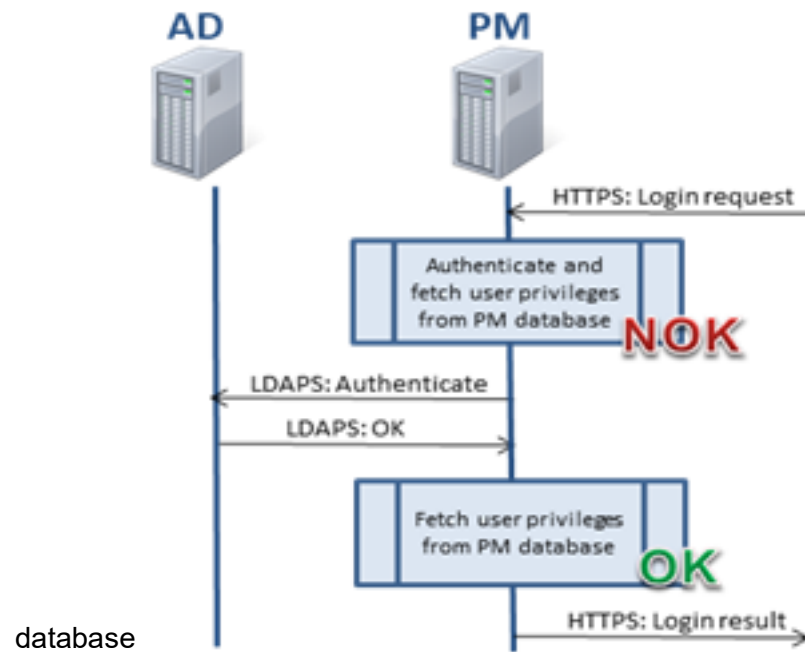 AD
PM
HTTPS: Login request
Authenticate and
fetch user privileges
from PM database
NOK
LDAPS: Authenticate
LDAPS: OK
Fetch user privileges
from PM database
OK
HTTPS: Login result
database